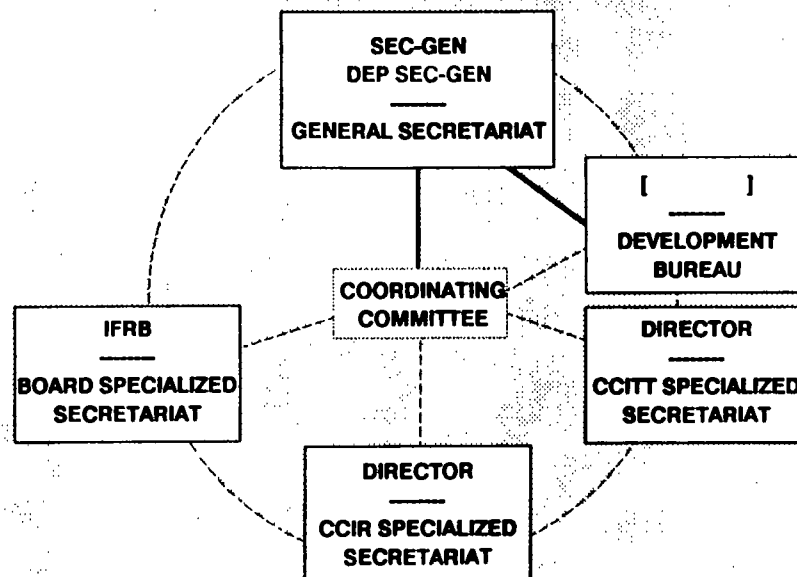 SEC-GEN
DEP SEC-GEN
GENERAL SECRETARIAT
[ ]
DEVELOPMENT
BUREAU
COORDINATING
COMMITTEE
IFRB
BOARD SPECIALIZED
SECRETARIAT
DIRECTOR
CCITT SPECIALIZED
SECRETARIAT
DIRECTOR
CCIR SPECIALIZED
SECRETARIAT